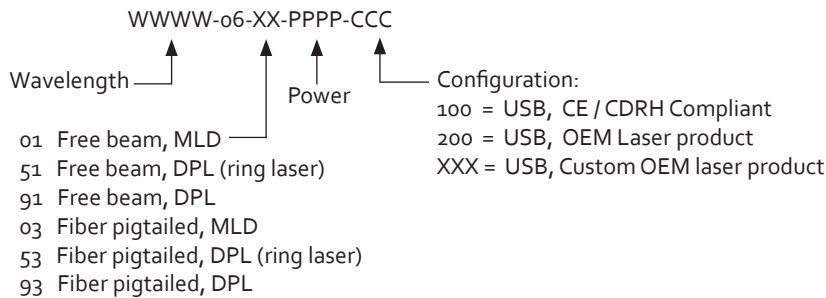 WWWW-06-XX-PPPP-CCC
Wavelength
Power
Configuration:
100 = USB, CE / CDRH Compliant
200 = USB, OEM Laser product
XXX = USB, Custom OEM laser product
01 Free beam, MLD
51 Free beam, DPL (ring laser)
91 Free beam, DPL
03 Fiber pigtailed, MLD
53 Fiber pigtailed, DPL (ring laser)
93 Fiber pigtailed, DPL